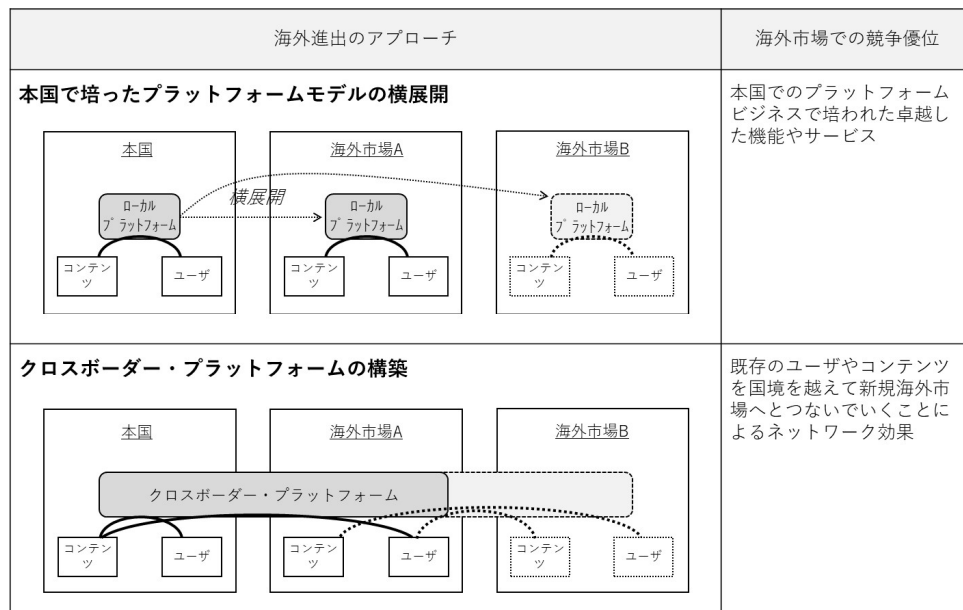 海外進出のアプローチ
海外市場での競争優位
本国で培ったプラットフォームモデルの横展開
本国でのプラットフォーム
ビジネスで培われた卓越し
た機能やサービス
本国
海外市場A
海外市場B
横展開
ローカル
プラットフォーム
ローカル
プラットフォーム
ローカル
プラットフォーム
コンテン
ツ
ユーザ
コンテン
ツ
ユーザ
コンテン
ツ
ユーザ
クロスボーダー・プラットフォームの構築
既存のユーザやコンテンツ
を国境を越えて新規海外市
場へとつないでいくことに
よるネットワーク効果
本国
海外市場A
海外市場B
クロスボーダー・プラットフォーム
コンテン
ツ
ユーザ
コンテン
ツ
ユーザ
コンテン
ツ
ユーザ